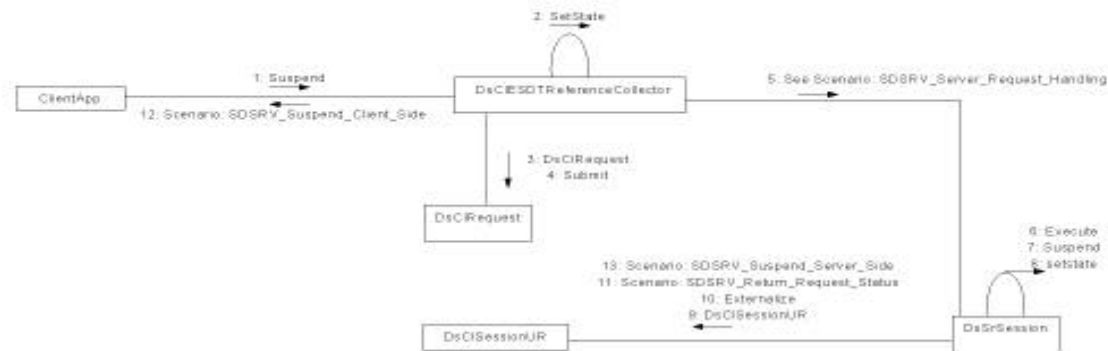 2: SetState
1: Suspend
5: See Scenario: SDSRV_Server_Request_Handling
ClientApp
DsClESDTReferenceCollector
12: Scenario: SDSRV_Suspend_Client_Side
3: DsClRequest
4: Submit
DsClRequest
6: Execute
7: Suspend
8: setstate
13: Scenario: SDSRV_Suspend_Server_Side
11: Scenario: SDSRV_Return_Request_Status
10: Externalize
9: DsClSessionUR
DsClSessionUR
DsSrSession